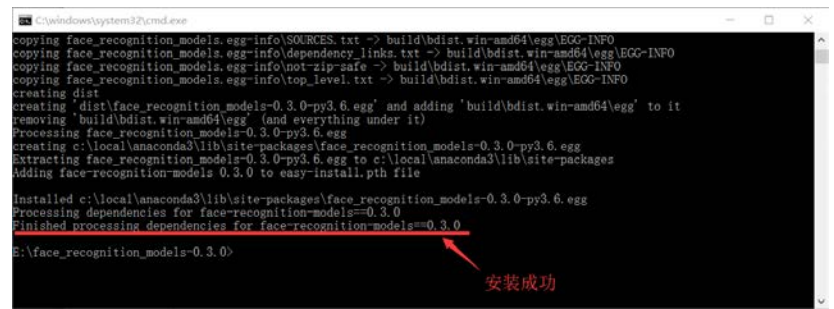 C:\windows\system32\cmd.exe
copying face_recognition_models.egg-info\SOURCES.txt -> build\bdist.win-amd64\egg\EGG-INFO
copying face_recognition_models.egg-info\dependency_links.txt -> build\bdist.win-amd64\egg\EGG-INFO
copying face_recognition_models.egg-info\not-zip-safe -> build\bdist.win-amd64\egg\EGG-INFO
copying face_recognition_models.egg-info\top_level.txt -> build\bdist.win-amd64\egg\EGG-INFO
creating dist
creating 'dist\face_recognition_models-0.3.0-py3.6.egg' and adding 'build\bdist.win-amd64\egg' to it
removing 'build\bdist.win-amd64\egg' (and everything under it)
Processing face_recognition_models-0.3.0-py3.6.egg
creating c:\local\anaconda3\lib\site-packages\face_recognition_models-0.3.0-py3.6.egg
Extracting face_recognition_models-0.3.0-py3.6.egg to c:\local\anaconda3\lib\site-packages
Adding face-recognition-models 0.3.0 to easy-install.pth file
Installed c:\local\anaconda3\lib\site-packages\face_recognition_models-0.3.0-py3.6.egg
Processing dependencies for face-recognition-models==0.3.0
Finished processing dependencies for face-recognition-models==0.3.0
E:\face_recognition_models-0.3.0>
安装成功